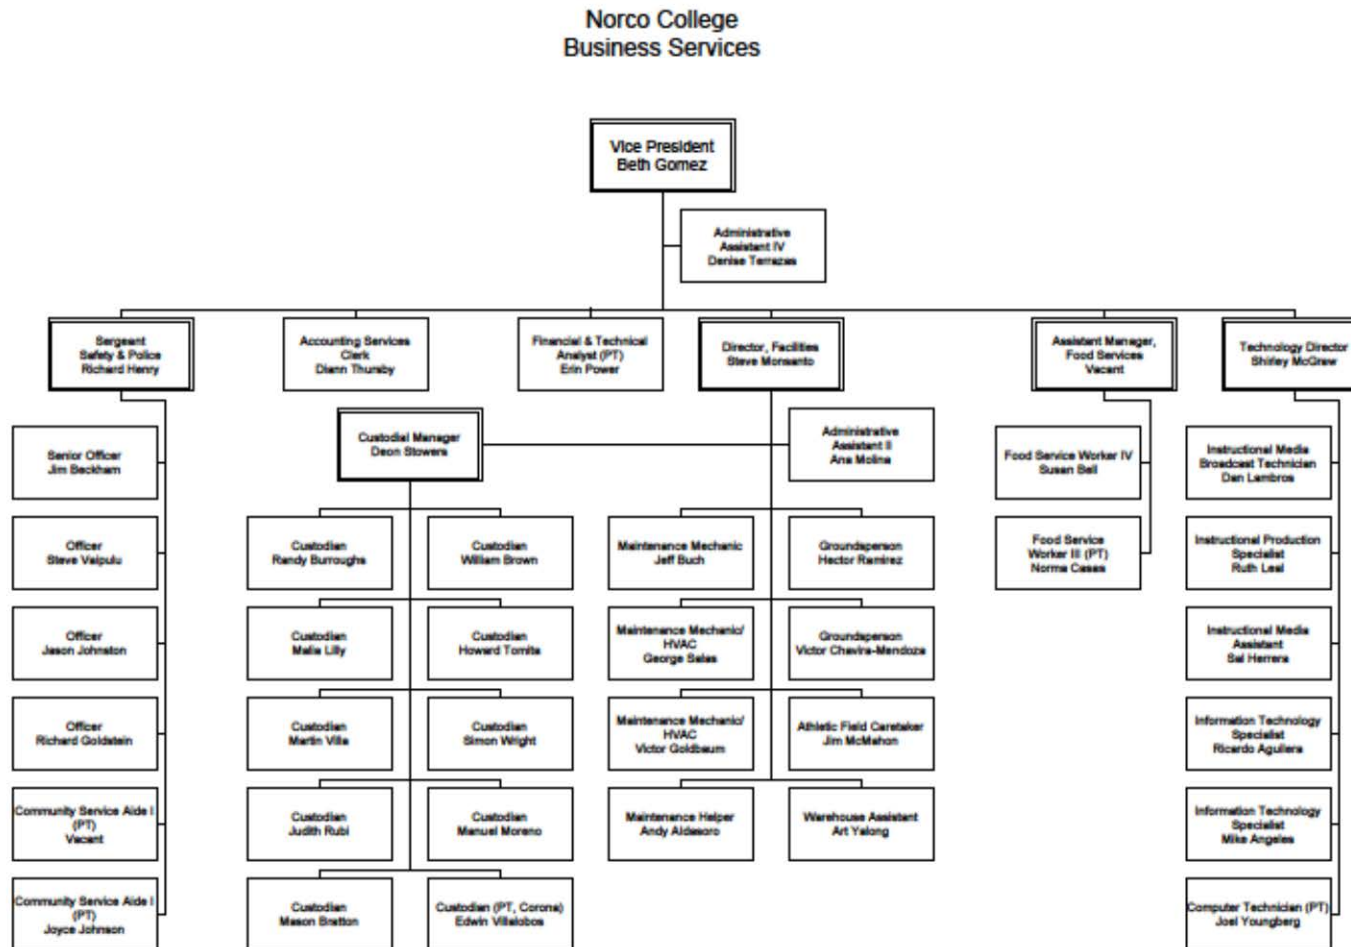 Norco College
Business Services
Vice President
Beth Gomez
Administrative
Assistant IV
Denise Terrazas
Sergeant
Safety & Police
Richard Henry
Accounting Services
Clerk
Diann Thursby
Financial & Technical
Analyst (PT)
Erin Power
Director, Facilities
Steve Monsanto
Assistant Manager,
Food Services
Vacant
Technology Director
Shirley McGraw
Custodial Manager
Deon Stowers
Administrative
Assistant II
Ana Molina
Senior Officer
Jim Beckham
Officer
Steve Vaipulu
Officer
Jason Johnston
Officer
Richard Goldstein
Community Service Aide I
(PT)
Vacant
Community Service Aide I
(PT)
Joyce Johnson
Custodian
Randy Burroughs
Custodian
William Brown
Custodian
Malia Lilly
Custodian
Howard Tomita
Custodian
Martin Villa
Custodian
Simon Wright
Custodian
Judith Rubi
Custodian
Manuel Moreno
Custodian
Mason Bratton
Custodian (PT, Corona)
Edwin Villalobos
Maintenance Mechanic
Jeff Buch
Groundsperson
Hector Ramirez
Maintenance Mechanic/
HVAC
George Salas
Groundsperson
Victor Chavira-Mendoza
Maintenance Mechanic/
HVAC
Victor Goldbaum
Athletic Field Caretaker
Jim McMahon
Maintenance Helper
Andy Aldasoro
Warehouse Assistant
Art Yalong
Food Service Worker IV
Susan Bell
Food Service
Worker III (PT)
Norma Casas
Instructional Media
Broadcast Technician
Dan Lambros
Instructional Production
Specialist
Ruth Leal
Instructional Media
Assistant
Sal Herrera
Information Technology
Specialist
Ricardo Aguilera
Information Technology
Specialist
Mike Angeles
Computer Technician (PT)
Joel Youngberg